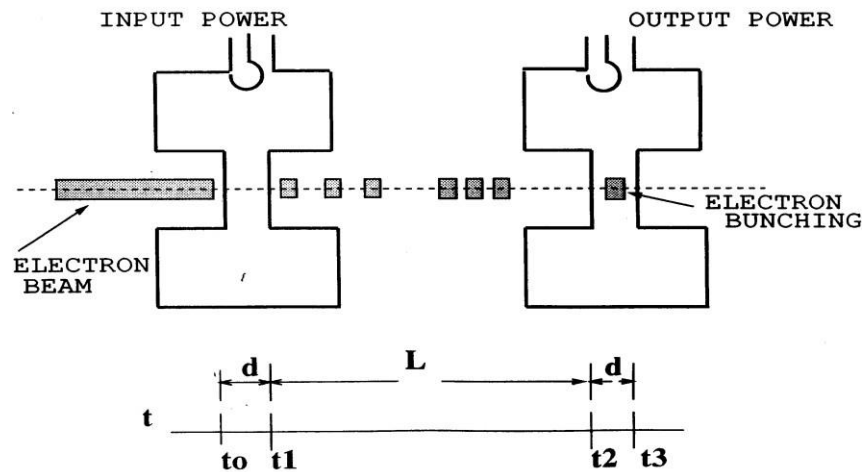 INPUT POWER
OUTPUT POWER
ELECTRON
BUNCHING
ELECTRON
BEAM
d
L
d
t
to
t1
t2
t3